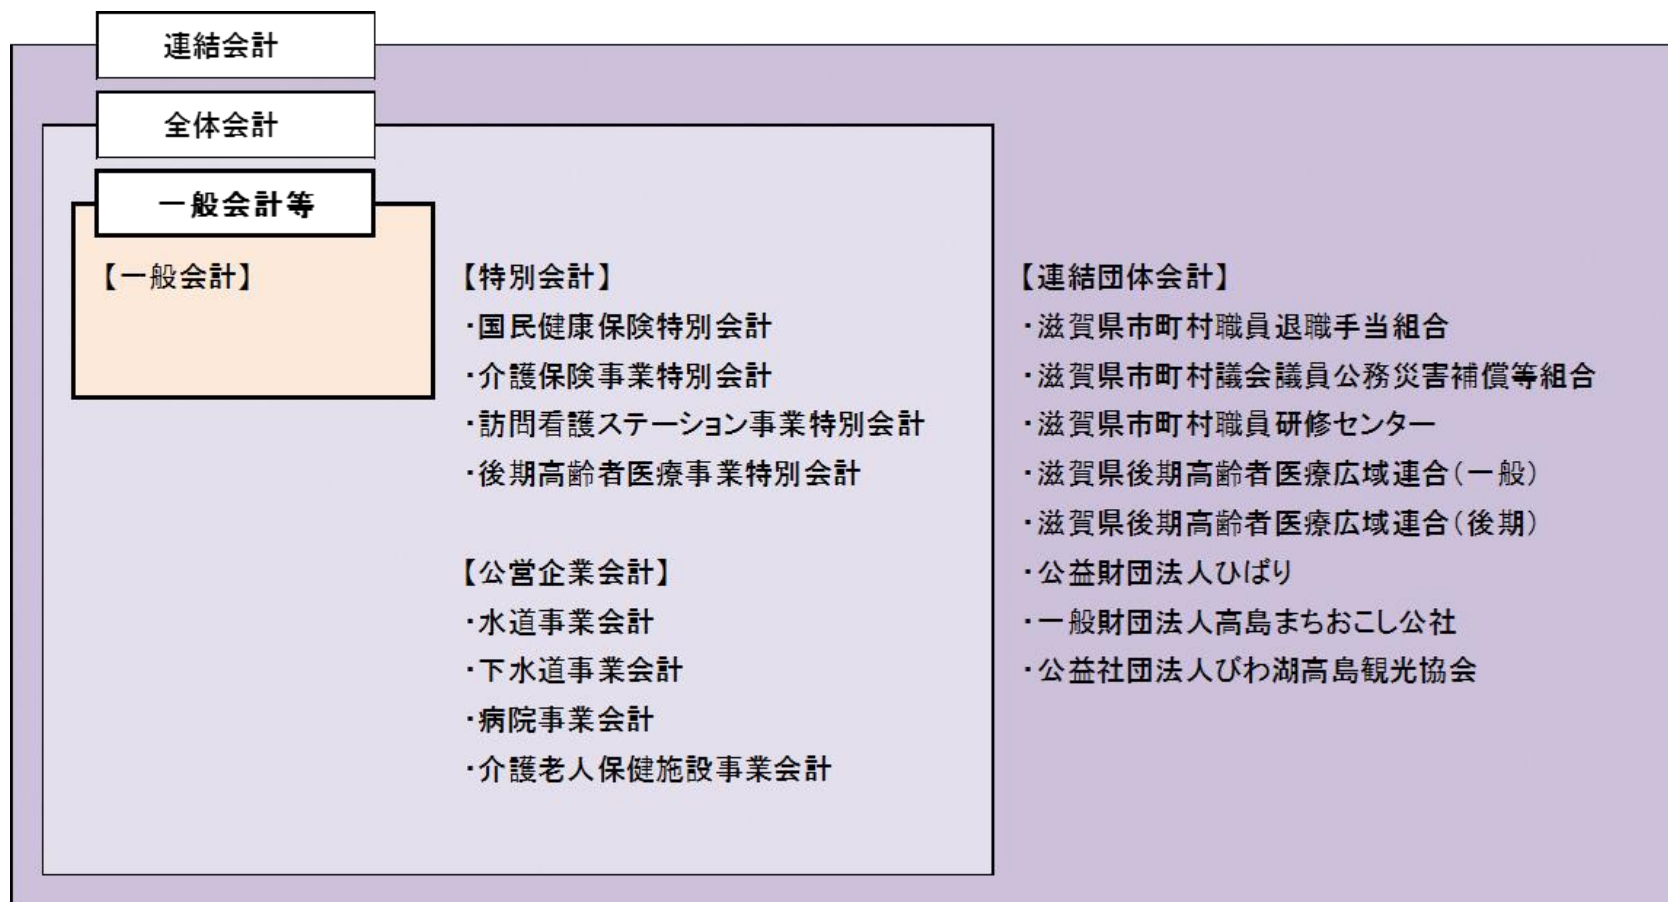 連結会計
全体会計
一般会計等
【一般会計】
【特別会計】
・国民健康保険特別会計
・介護保険事業特別会計
・訪問看護ステーション事業特別会計
・後期高齢者医療事業特別会計
【公営企業会計】
・水道事業会計
・下水道事業会計
・病院事業会計
・介護老人保健施設事業会計
【連結団体会計】
・滋賀県市町村職員退職手当組合
・滋賀県市町村議会議員公務災害補償等組合
・滋賀県市町村職員研修センター
・滋賀県後期高齢者医療広域連合(一般)
・滋賀県後期高齢者医療広域連合(後期)
・公益財団法人ひばり
・一般財団法人高島まちおこし公社
・公益社団法人びわ湖高島観光協会